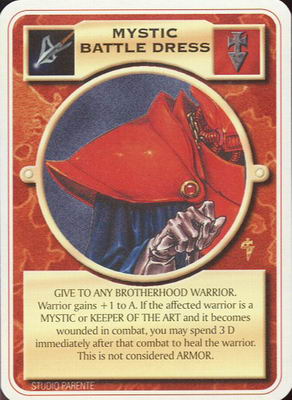 MYSTIC
BATTLE DRESS
GIVE TO ANY BROTHERHOOD WARRIOR.
Warrior gains +1 to A. If the affected warrior is a
MYSTIC or KEEPER OF THE ART and it becomes
wounded in combat, you may spend 3 D
immediately after that combat to heal the warrior.
This is not considered ARMOR.
STUDIO PARENTE